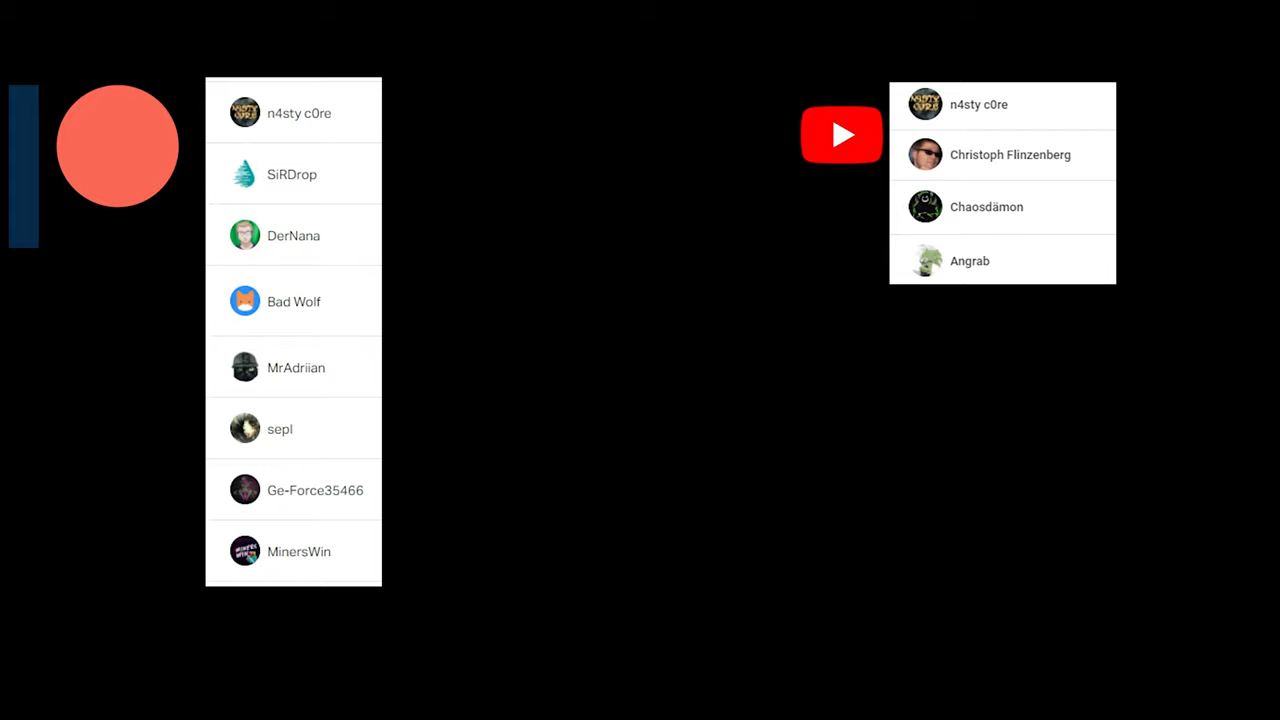 n4sty c0re
SiRDrop
DerNana
Bad Wolf
MrAdriian
sepl
Ge-Force35466
MinersWin
n4sty c0re
Christoph Flinzenberg
Chaosdämon
Angrab